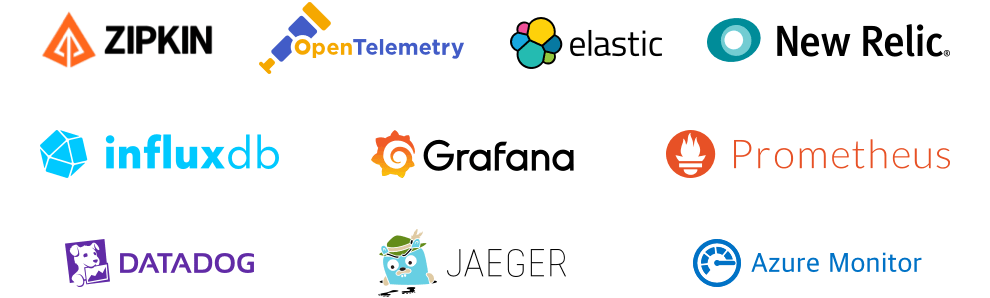 ZIPKIN
OpenTelemetry
elastic
New Relic®
influxdb
Grafana
Prometheus
DATADOG
JAEGER
Azure Monitor